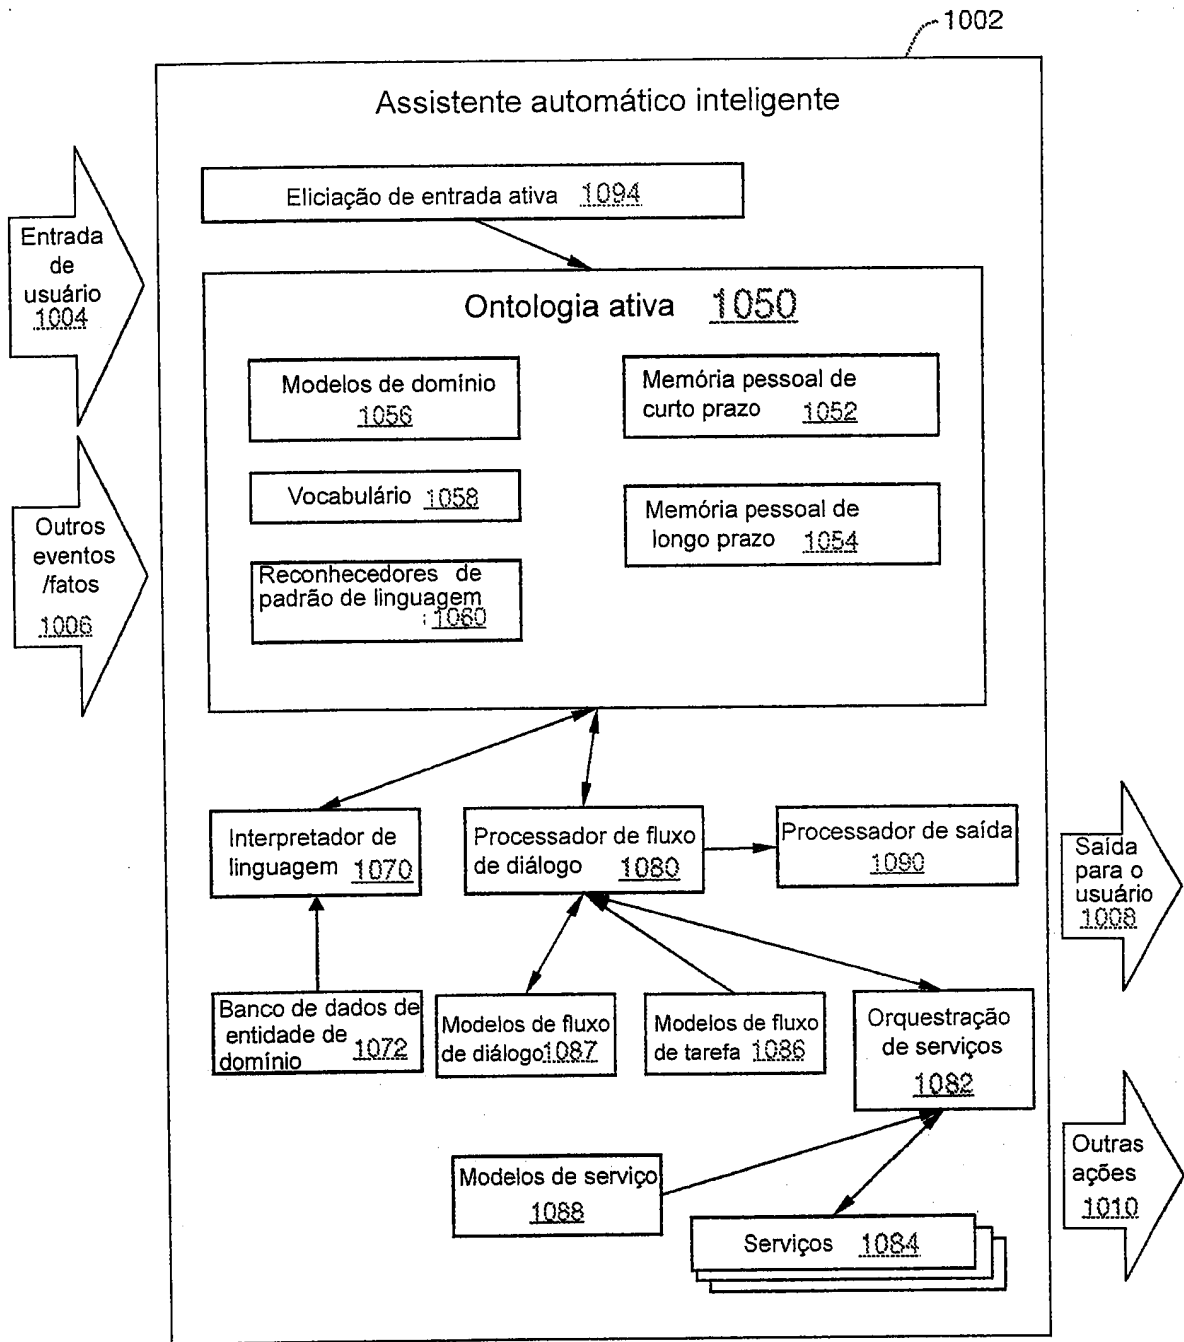 1002
Assistente automático inteligente
Eliciação de entrada ativa 1094
Entrada
de
usuário
1004
Outros
eventos
/fatos
1006
Ontologia ativa 1050
Modelos de domínio
1056
Vocabulário 1058
Reconhecedores de
padrão de linguagem
1060
Memória pessoal de
curto prazo 1052
Memória pessoal de
longo prazo 1054
Interpretador de
linguagem 1070
Processador de fluxo
de diálogo 1080
Processador de saída
1090
Saída
para o
usuário
1008
Banco de dados de
entidade de
domínio 1072
Modelos de fluxo
de diálogo1087
Modelos de fluxo
de tarefa 1086
Orquestração
de serviços
1082
Modelos de serviço
1088
Serviços 1084
Outras
ações
1010